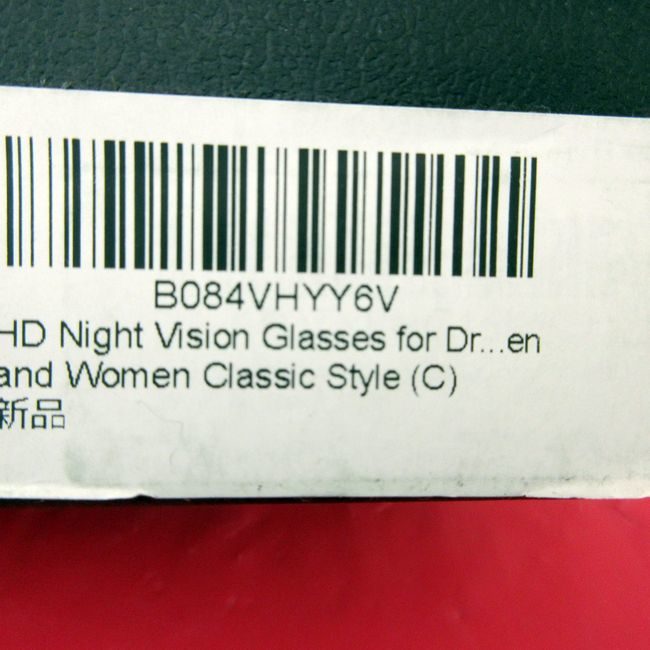 B084VHYY6V
HD Night Vision Glasses for Dr...en
and Women Classic Style (C)
新品